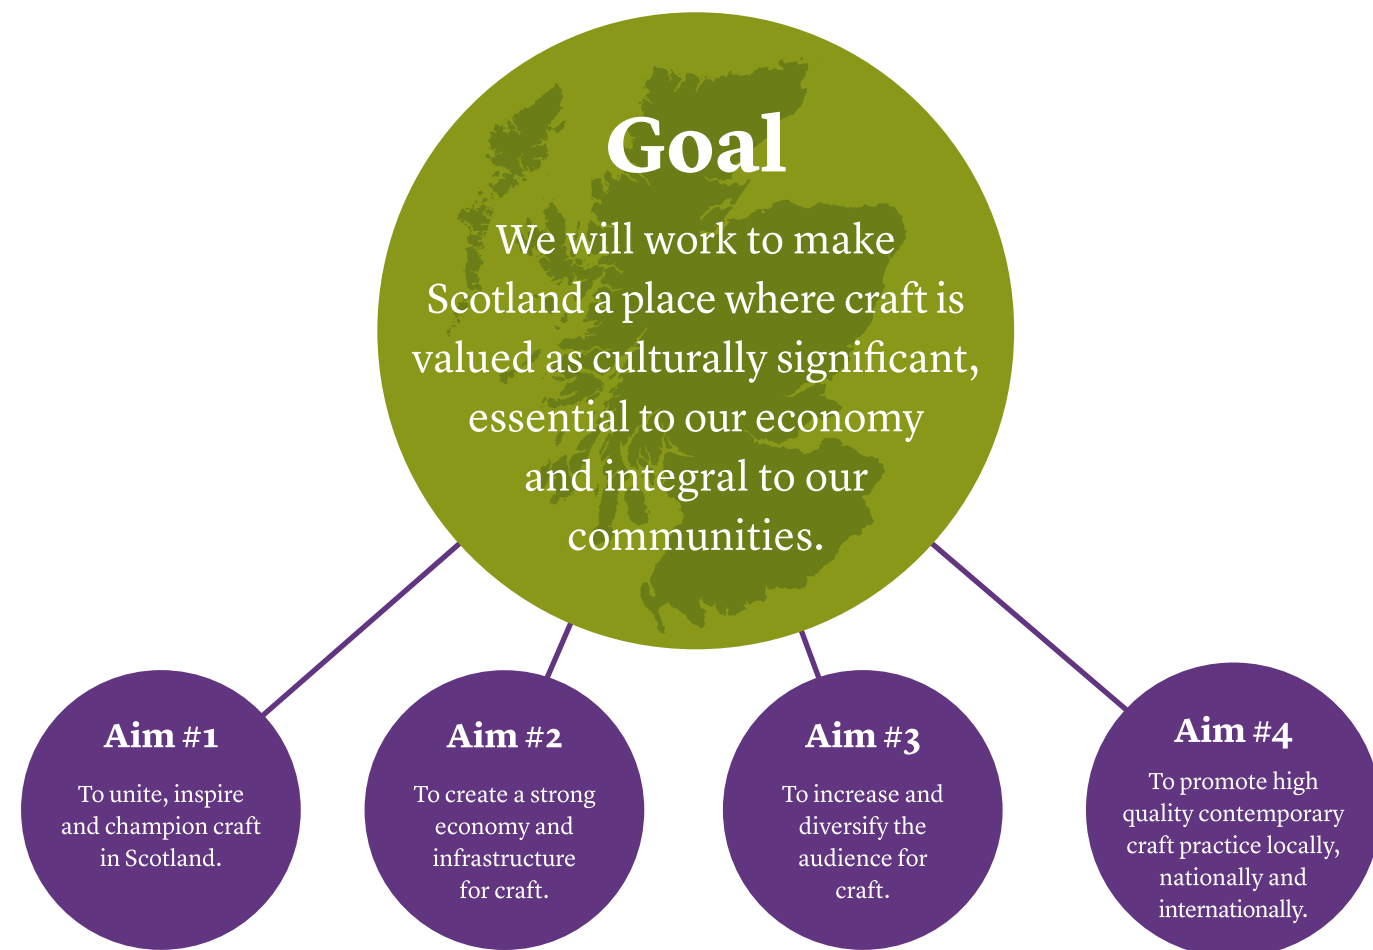 Goal
We will work to make
Scotland a place where craft is
valued as culturally significant,
essential to our economy
and integral to our
communities.
Aim #1
To unite, inspire
and champion craft
in Scotland.
Aim #2
To create a strong
economy and
infrastructure
for craft.
Aim #3
To increase and
diversify the
audience for
craft.
Aim #4
To promote high
quality contemporary
craft practice locally,
nationally and
internationally.